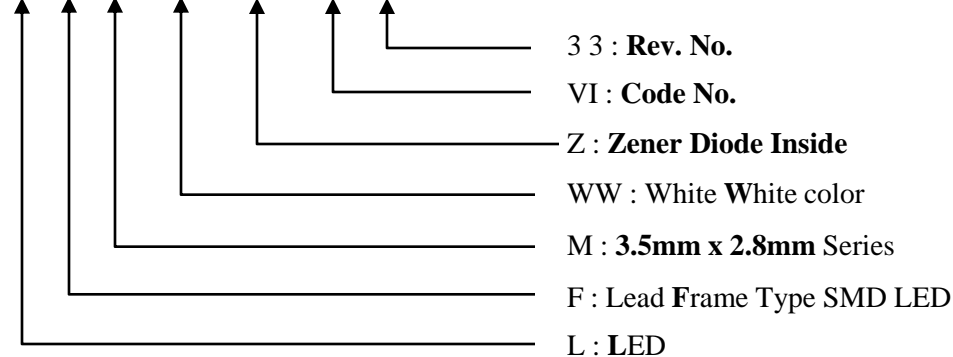 3 3 : Rev. No.
VI : Code No.
Z : Zener Diode Inside
WW : White White color
M : 3.5mm x 2.8mm Series
F : Lead Frame Type SMD LED
L : LED